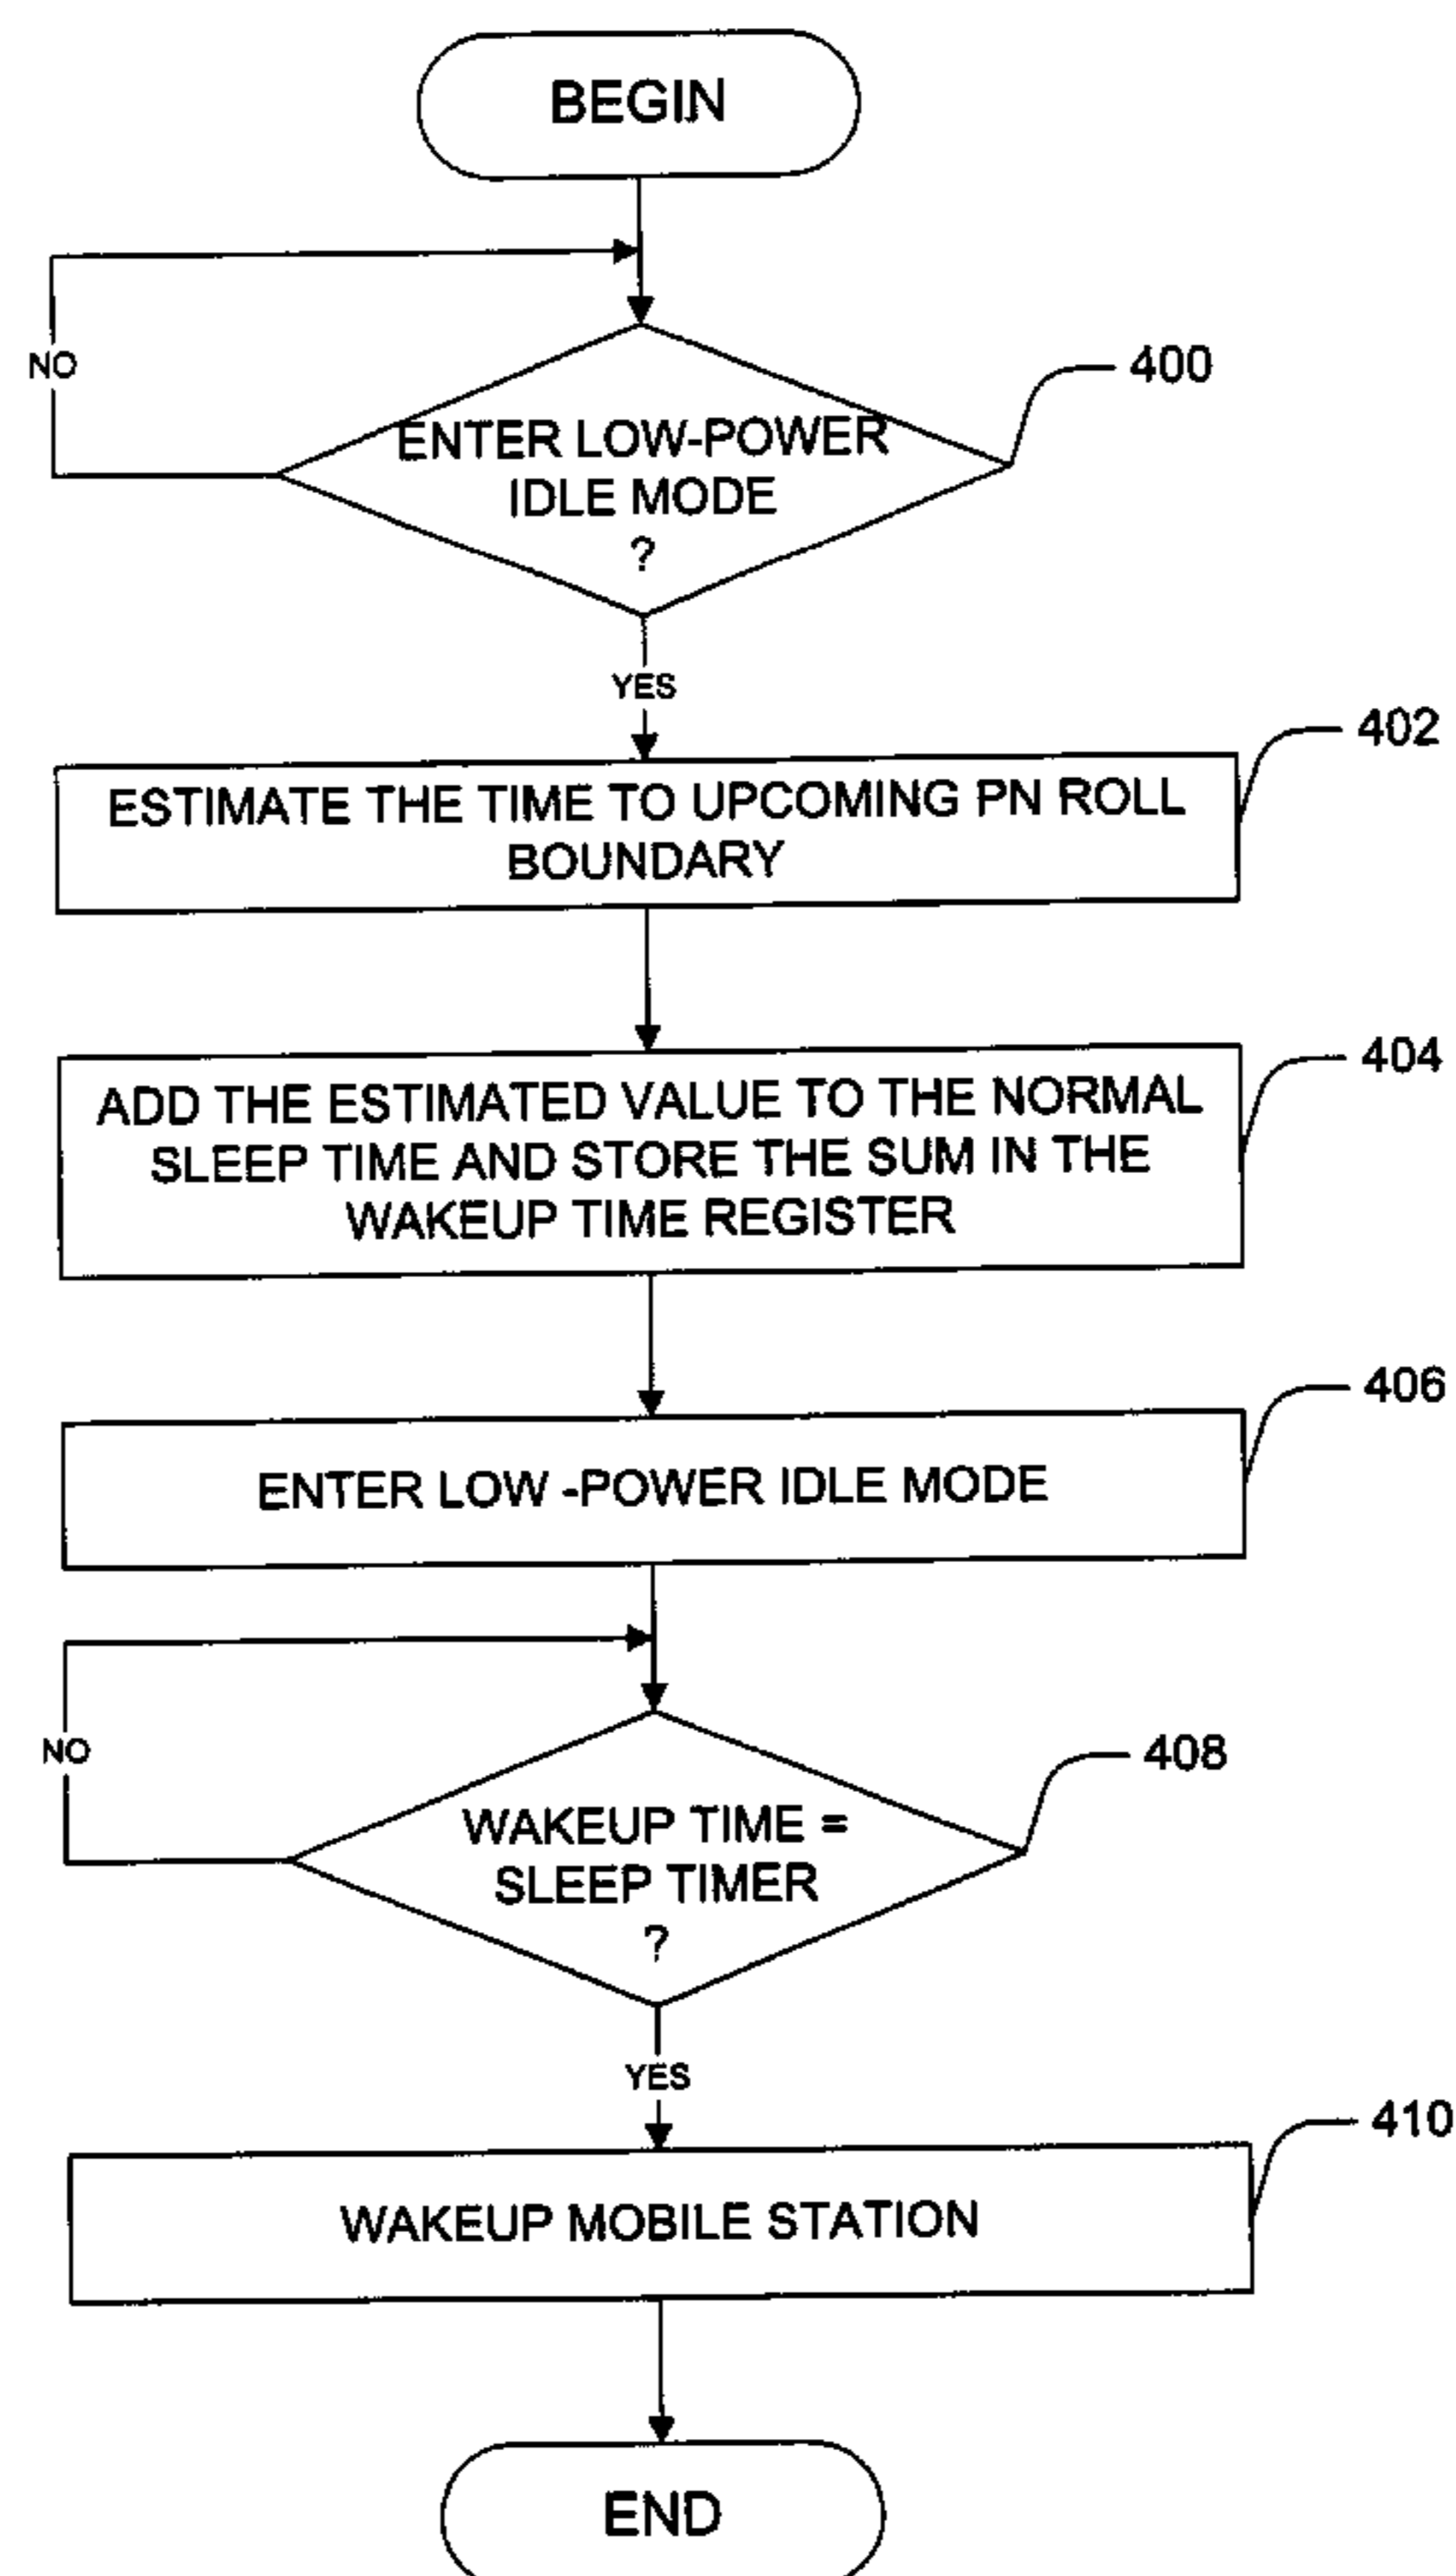 BEGIN
NO
400
ENTER LOW-POWER
IDLE MODE
?
YES
402
ESTIMATE THE TIME TO UPCOMING PN ROLL
BOUNDARY
404
ADD THE ESTIMATED VALUE TO THE NORMAL
SLEEP TIME AND STORE THE SUM IN THE
WAKEUP TIME REGISTER
406
ENTER LOW -POWER IDLE MODE
NO
408
WAKEUP TIME =
SLEEP TIMER
?
YES
410
WAKEUP MOBILE STATION
END